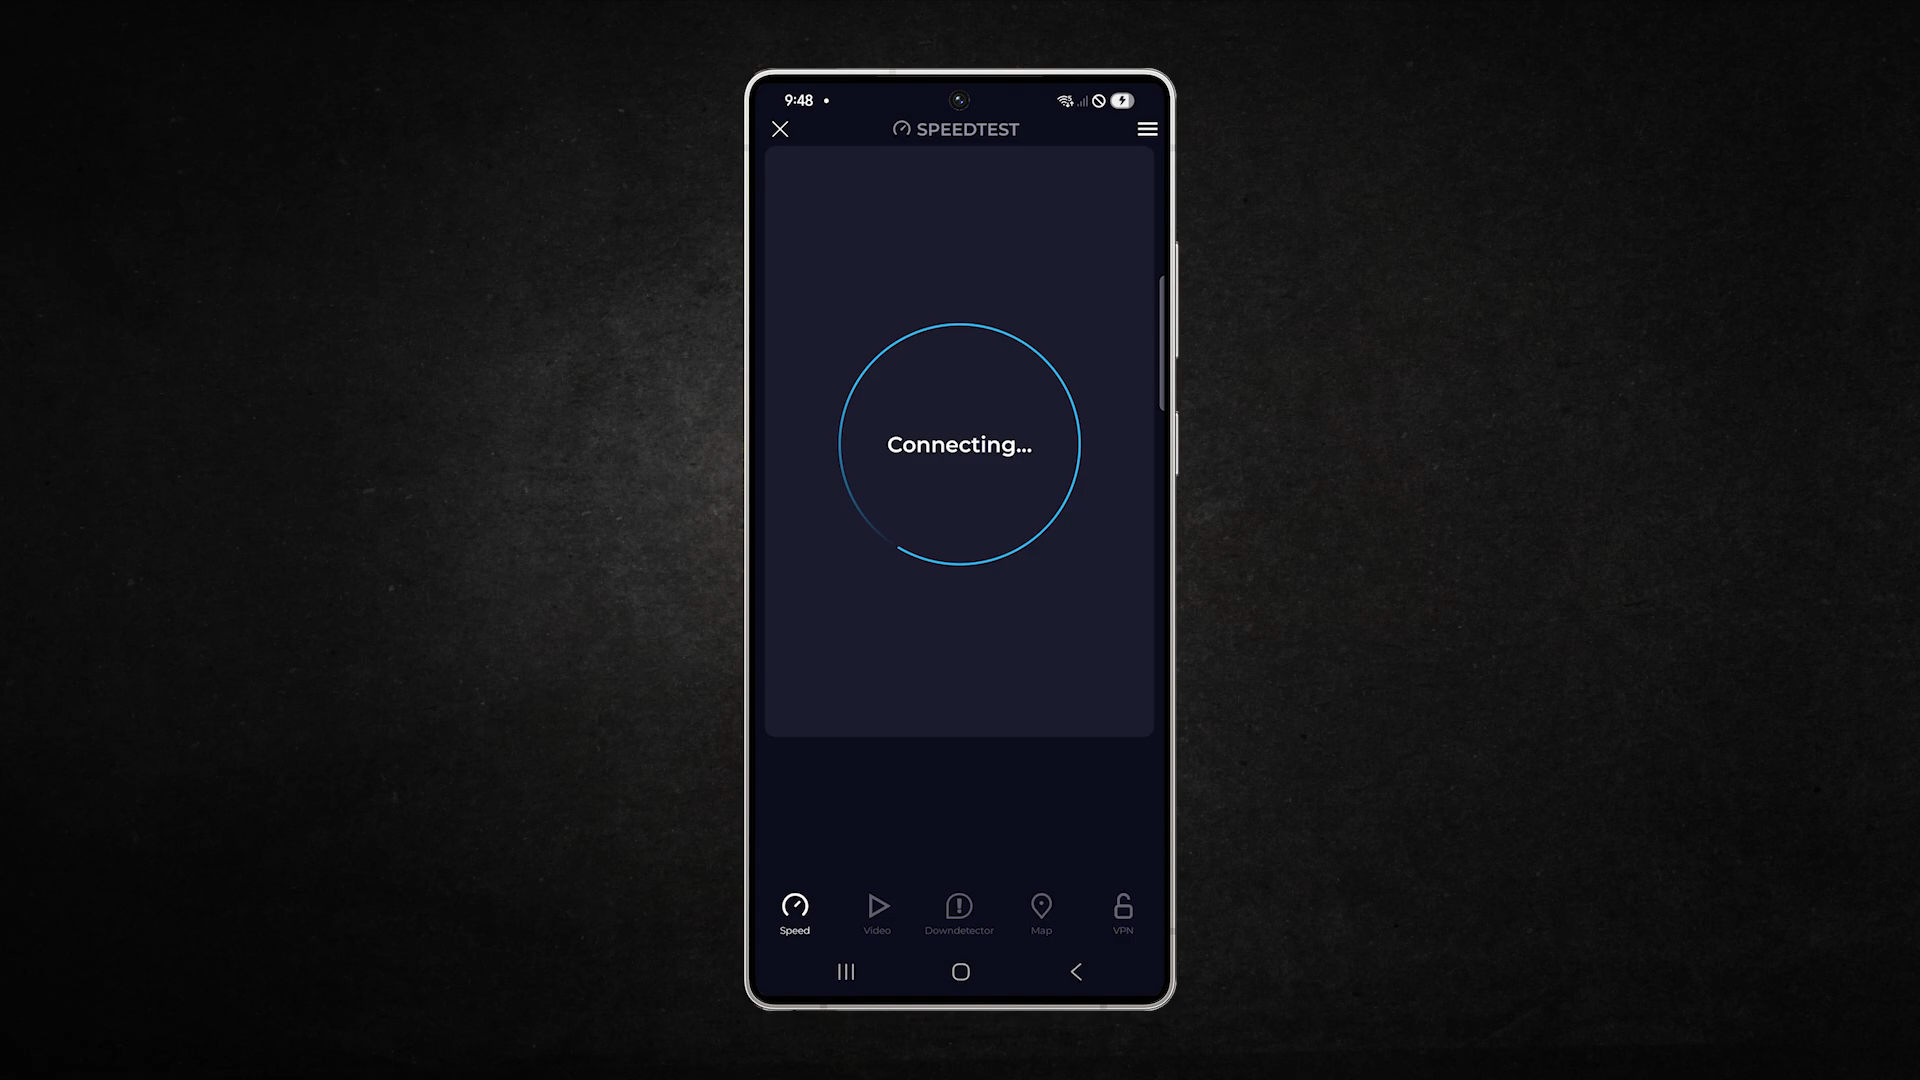 9:48
SPEEDTEST
Connecting...
Speed
Video
Downdetector
Map
VPN